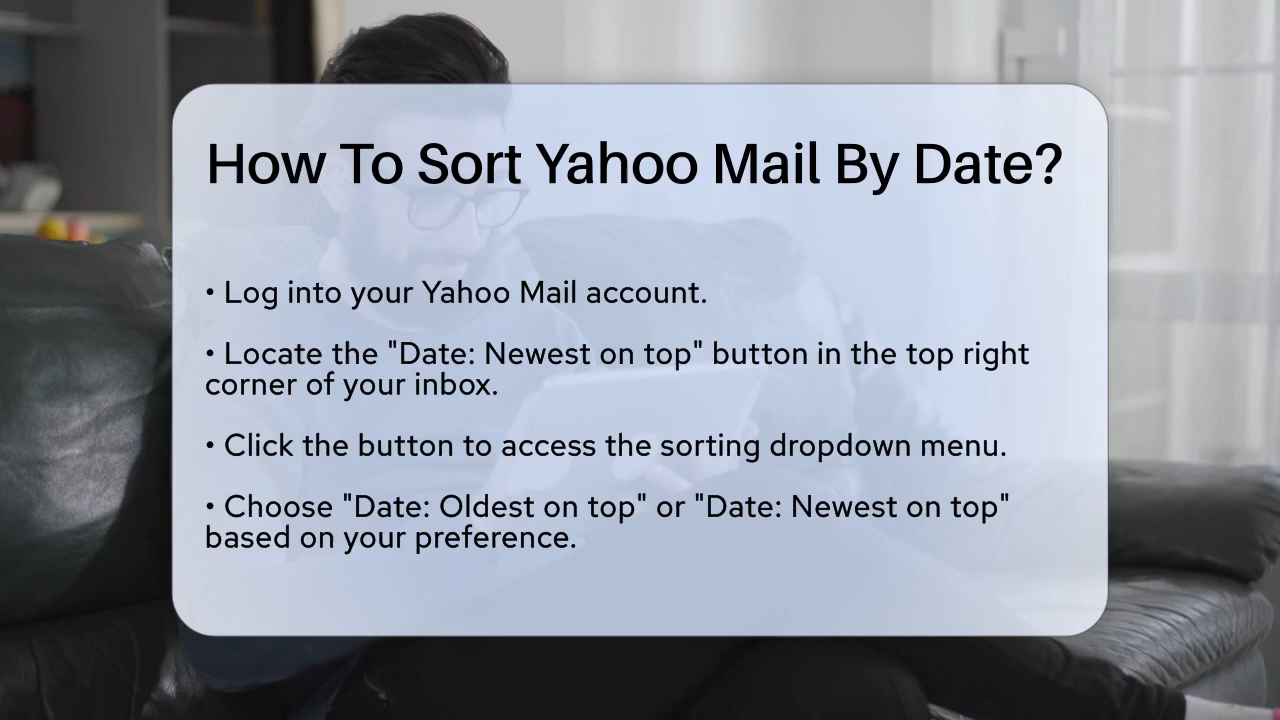 How To Sort Yahoo Mail By Date?
• Log into your Yahoo Mail account.
• Locate the "Date: Newest on top" button in the top right
corner of your inbox.
• Click the button to access the sorting dropdown menu.
• Choose "Date: Oldest on top" or "Date: Newest on top"
based on your preference.